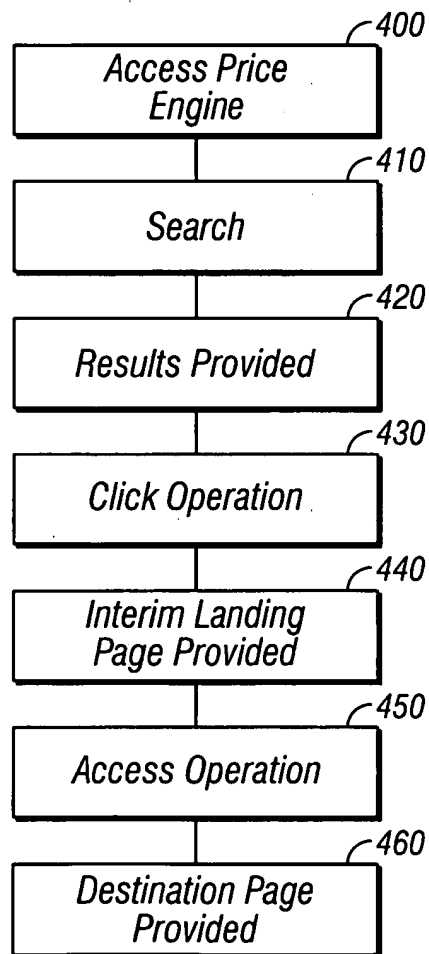 400
Access Price
Engine
410
Search
420
Results Provided
430
Click Operation
440
Interim Landing
Page Provided
450
Access Operation
460
Destination Page
Provided